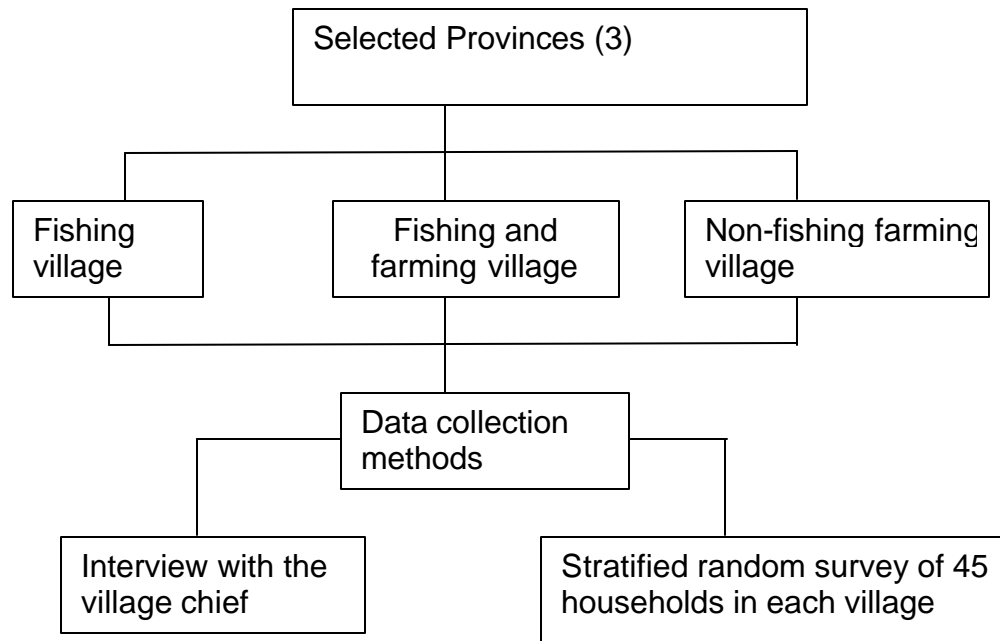 Selected Provinces (3)
Fishing
village
Fishing and
farming village
Non-fishing farming
village
Data collection
methods
Interview with the
village chief
Stratified random survey of 45
households in each village